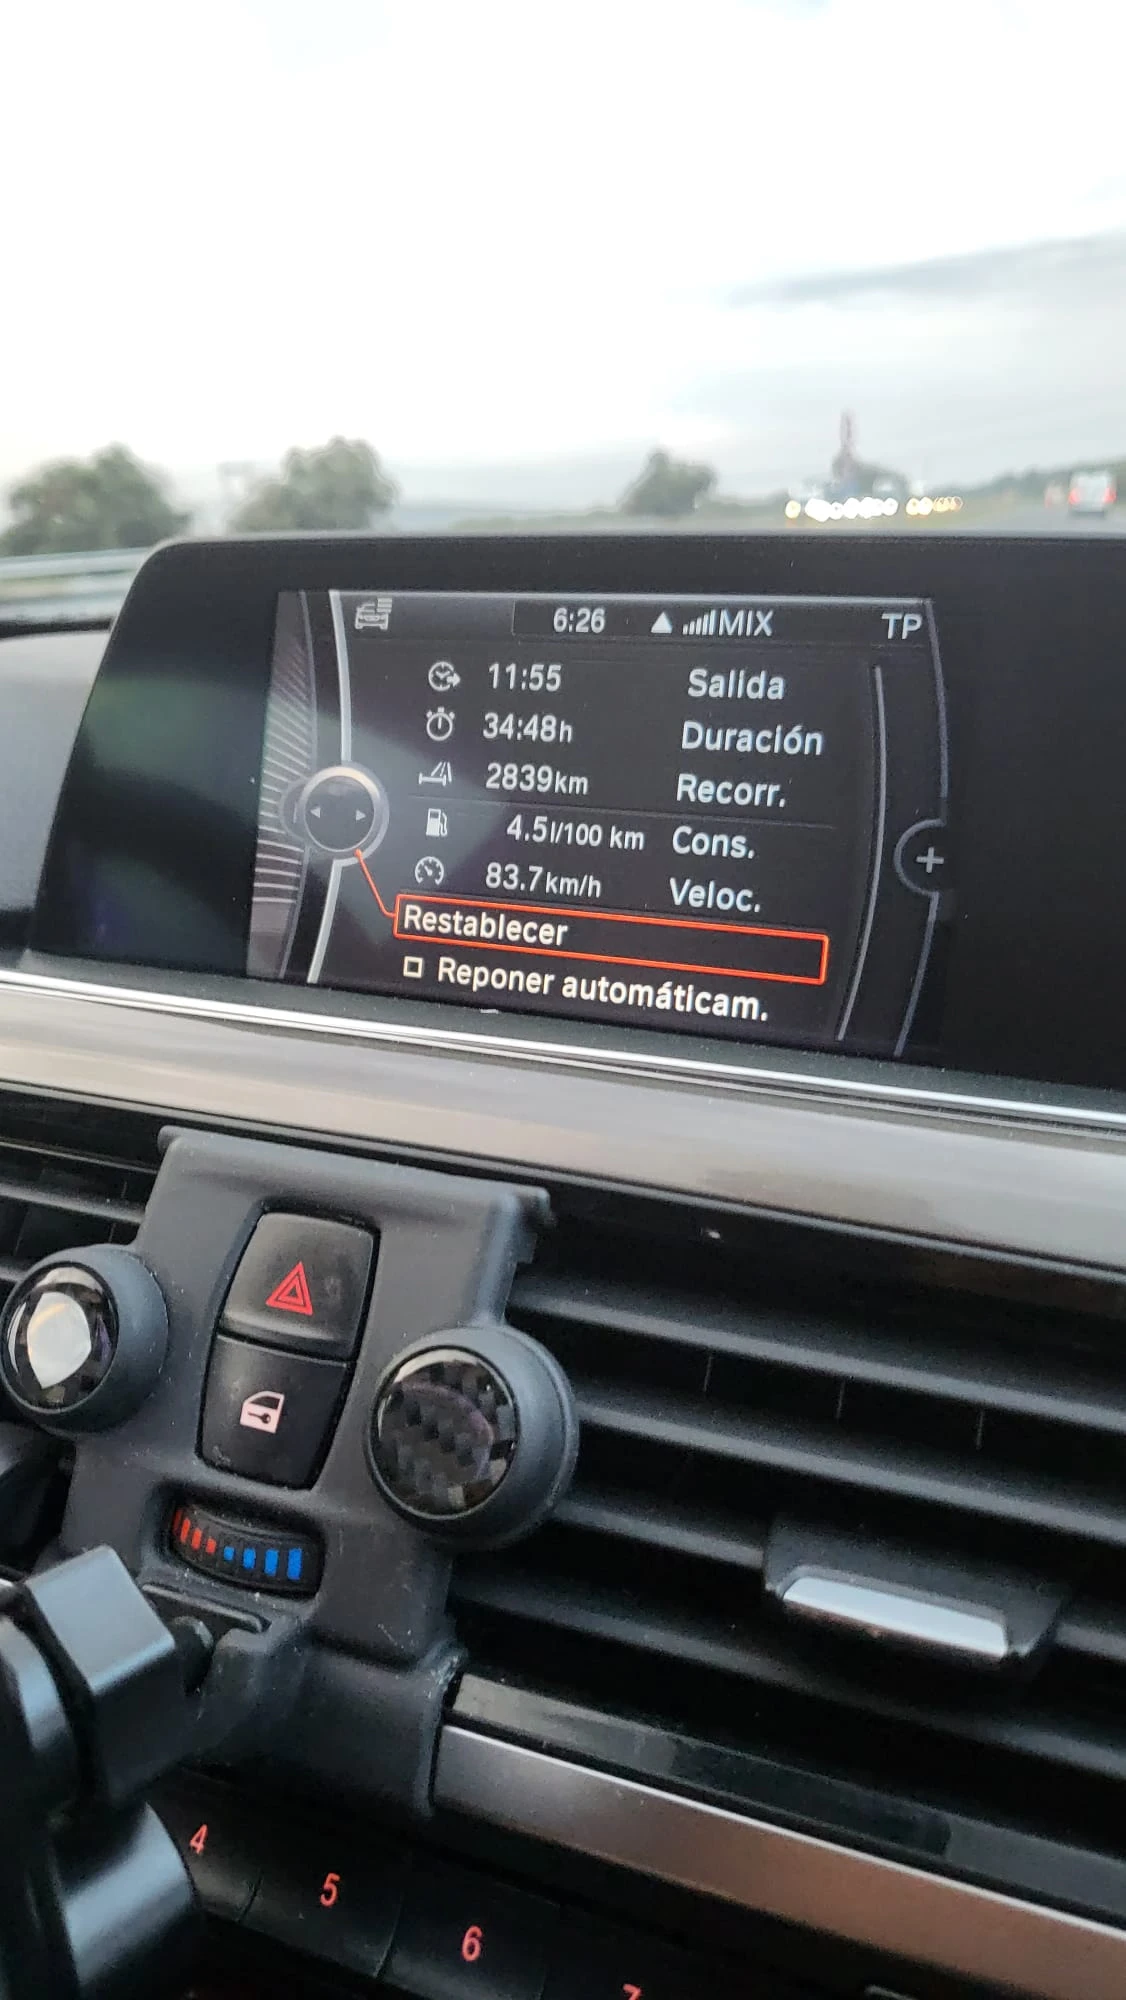 6:26 MIX TP
11:55 Salida
34:48h Duración
2839km Recorr.
4.5l/100 km Cons.
83.7km/h Veloc.
Restablecer
Reponer automáticam.
4
5
6
7